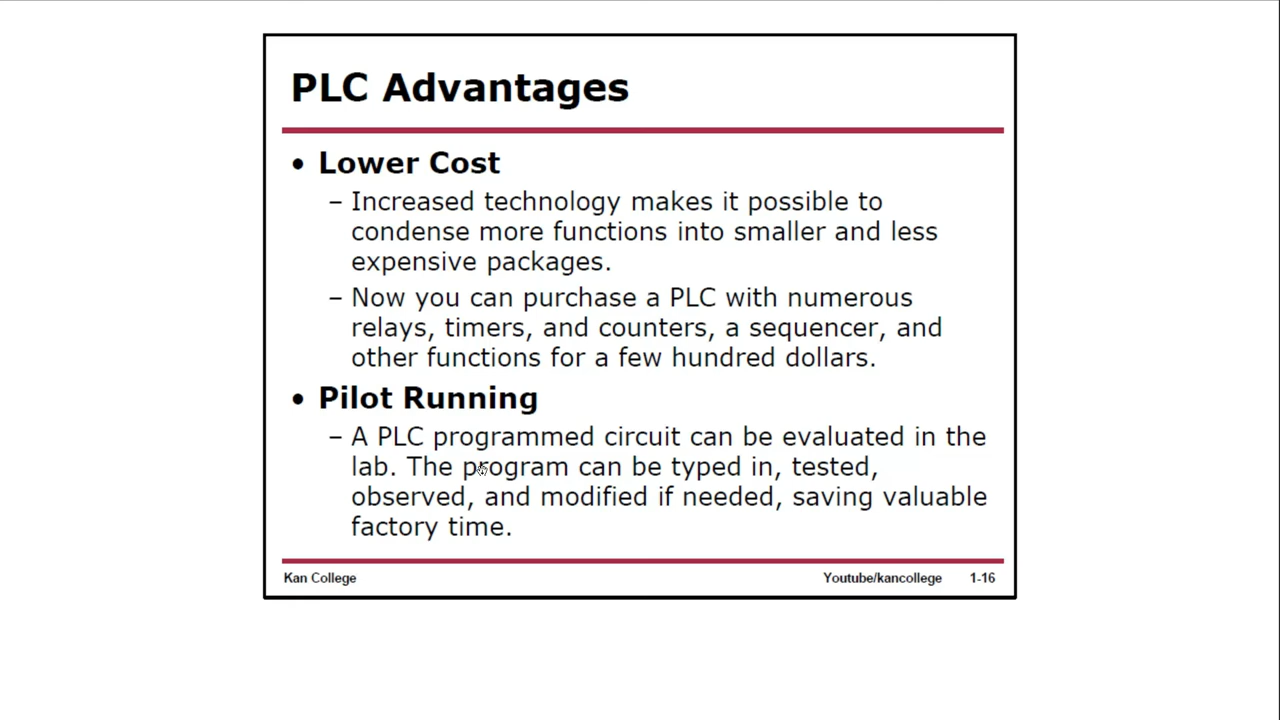 PLC Advantages
• Lower Cost
– Increased technology makes it possible to
condense more functions into smaller and less
expensive packages.
– Now you can purchase a PLC with numerous
relays, timers, and counters, a sequencer, and
other functions for a few hundred dollars.
• Pilot Running
– A PLC programmed circuit can be evaluated in the
lab. The program can be typed in, tested,
observed, and modified if needed, saving valuable
factory time.
Kan College Youtube/kancollege 1-16